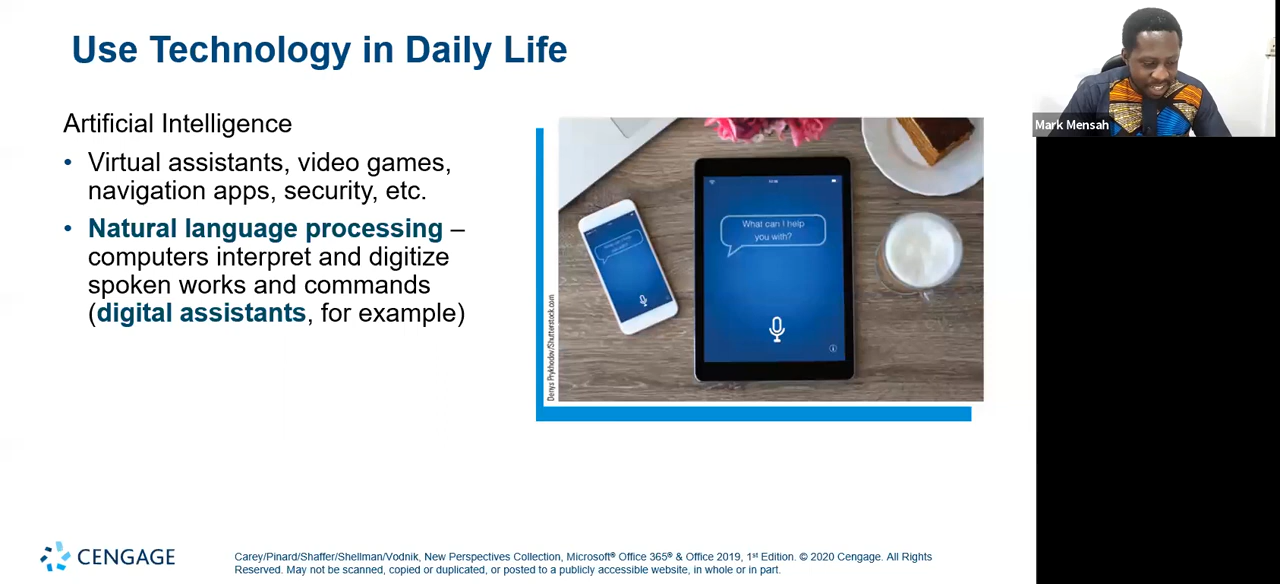 Use Technology in Daily Life
Mark Mensah
Artificial Intelligence
• Virtual assistants, video games,
navigation apps, security, etc.
• Natural language processing –
computers interpret and digitize
spoken works and commands
(digital assistants, for example)
What can I help
you with?
Denys Prykhodov/Shutterstock.com
CENGAGE
Carey/Pinard/Shaffer/Shellman/Vodnik, New Perspectives Collection, Microsoft® Office 365® & Office 2019, 1st Edition. © 2020 Cengage. All Rights
Reserved. May not be scanned, copied or duplicated, or posted to a publicly accessible website, in whole or in part.